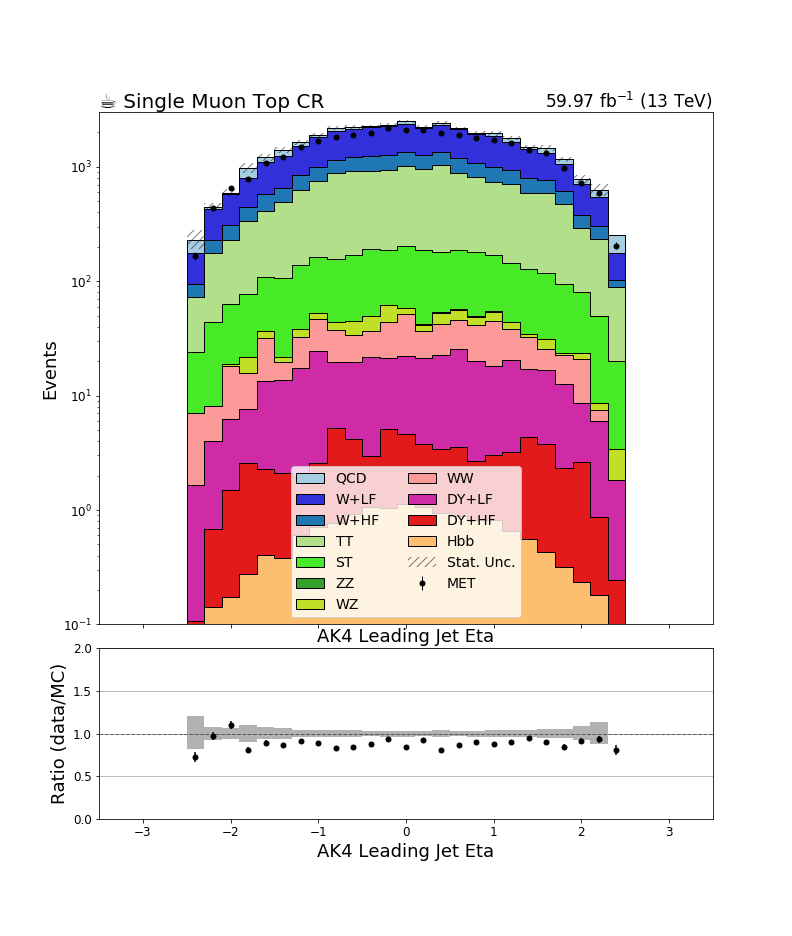 ☕ Single Muon Top CR
59.97 fb⁻¹ (13 TeV)
10³
10²
10¹
10⁰
10⁻¹
Events
QCD
W+LF
W+HF
TT
ST
ZZ
WZ
WW
DY+LF
DY+HF
Hbb
Stat. Unc.
MET
AK4 Leading Jet Eta
2.0
1.5
1.0
0.5
0.0
Ratio (data/MC)
−3 −2 −1 0 1 2 3
AK4 Leading Jet Eta